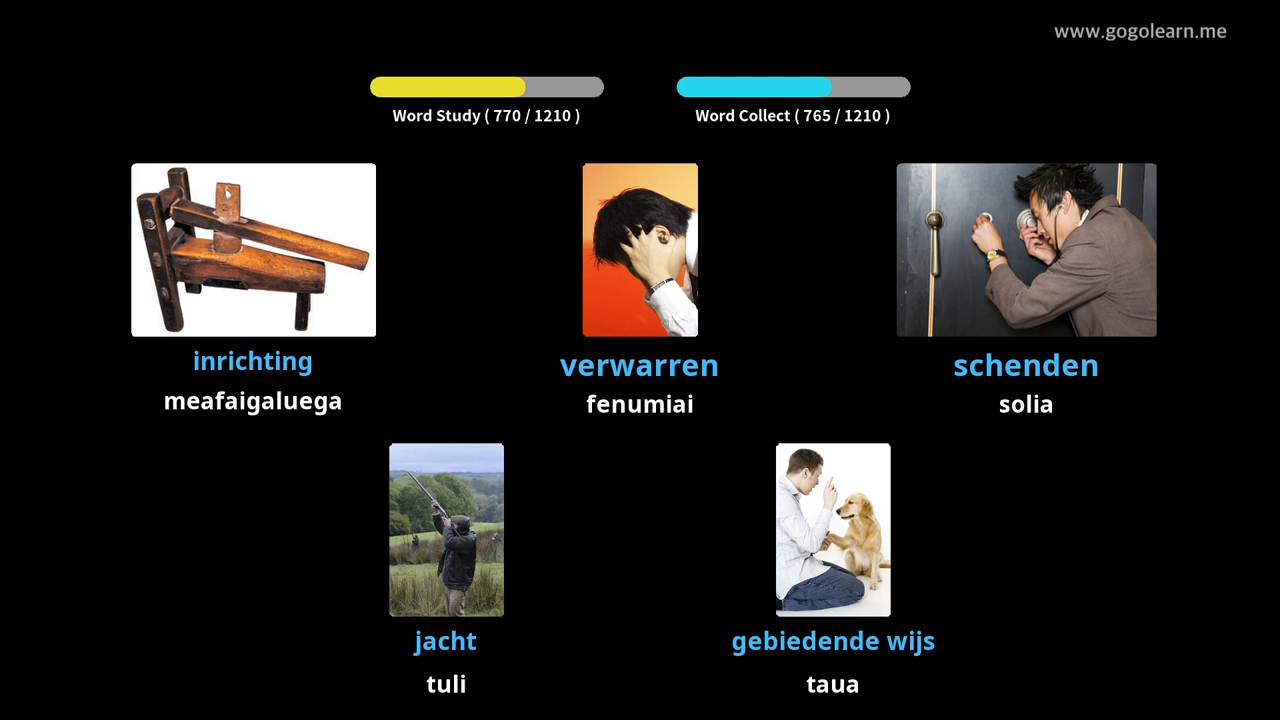 www.gogolearn.me
Word Study ( 770 / 1210 )
Word Collect ( 765 / 1210 )
inrichting
meafaigaluega
verwarren
fenumiai
schenden
solia
jacht
tuli
gebiedende wijs
taua